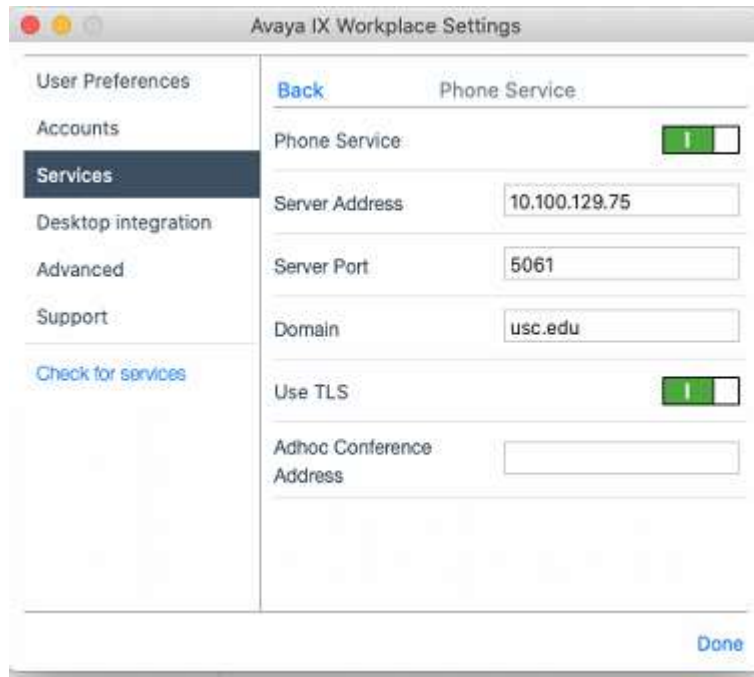 Avaya IX Workplace Settings
User Preferences
Accounts
Services
Desktop integration
Advanced
Support
Check for services
Back
Phone Service
Phone Service
Server Address
10.100.129.75
Server Port
5061
Domain
usc.edu
Use TLS
Adhoc Conference
Address
Done